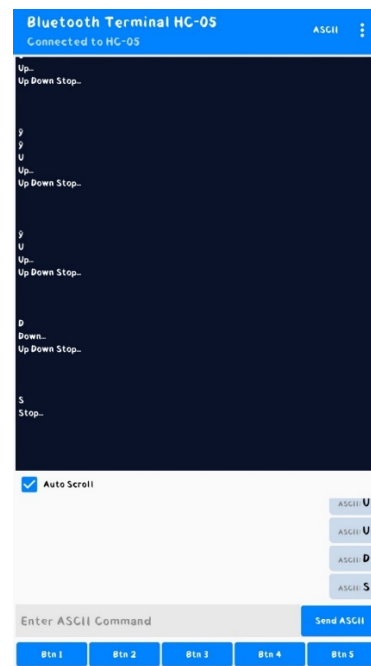 Bluetooth Terminal HC-05
ASCII
Connected to HC-05
Up...
Up Down Stop...
ÿ
ÿ
U
Up...
Up Down Stop...
ÿ
U
Up...
Up Down Stop...
D
Down...
Up Down Stop...
S
Stop...
Auto Scroll
ASCII: U
ASCII: U
ASCII: D
ASCII: S
Enter ASCII Command
Send ASCII
Btn 1
Btn 2
Btn 3
Btn 4
Btn 5